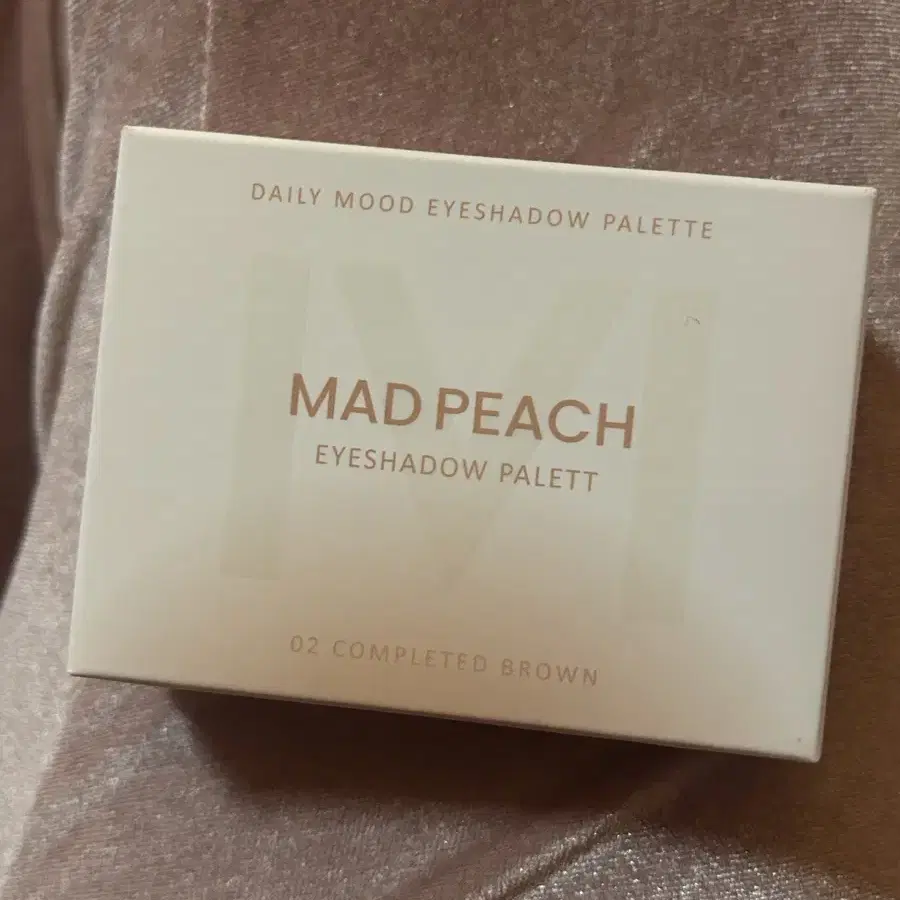 DAILY MOOD EYESHADOW PALETTE
MAD PEACH
EYESHADOW PALETT
02 COMPLETED BROWN